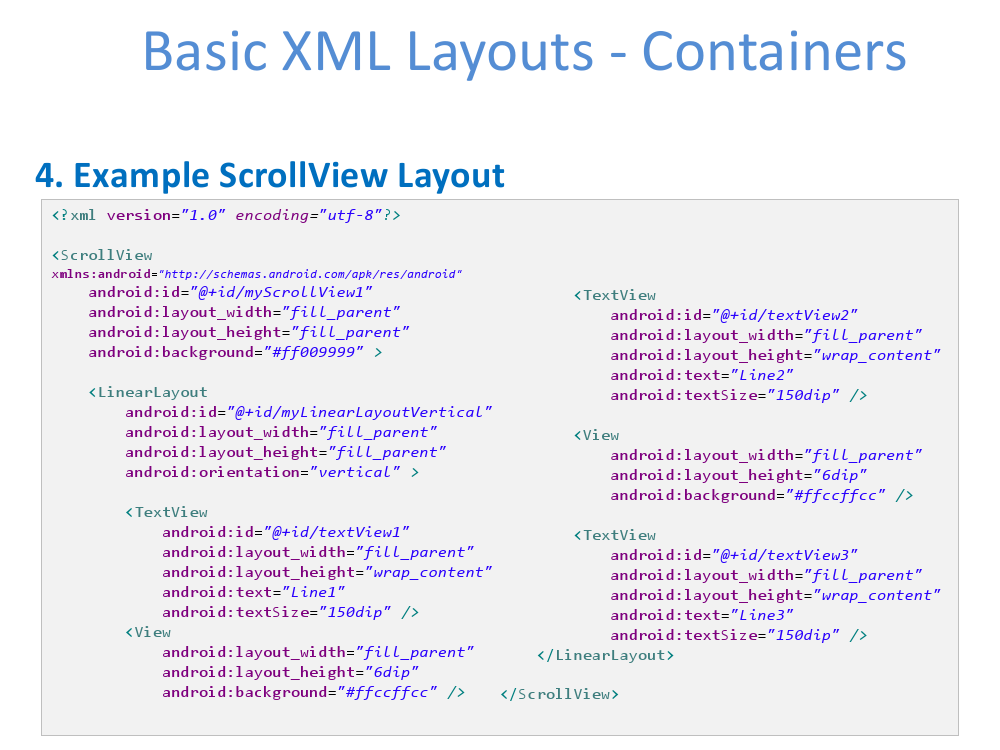 Basic XML Layouts - Containers
4. Example ScrollView Layout
<?xml version="1.0" encoding="utf-8"?>
<ScrollView
xmlns:android="http://schemas.android.com/apk/res/android"
android:id="@+id/myScrollView1"
android:layout_width="fill_parent"
android:layout_height="fill_parent"
android:background="#ff009999" >
<LinearLayout
android:id="@+id/myLinearLayoutVertical"
android:layout_width="fill_parent"
android:layout_height="fill_parent"
android:orientation="vertical" >
<TextView
android:id="@+id/textView1"
android:layout_width="fill_parent"
android:layout_height="wrap_content"
android:text="Line1"
android:textSize="150dip" />
<View
android:layout_width="fill_parent"
android:layout_height="6dip"
android:background="#ffccffcc" />
<TextView
android:id="@+id/textView2"
android:layout_width="fill_parent"
android:layout_height="wrap_content"
android:text="Line2"
android:textSize="150dip" />
<View
android:layout_width="fill_parent"
android:layout_height="6dip"
android:background="#ffccffcc" />
<TextView
android:id="@+id/textView3"
android:layout_width="fill_parent"
android:layout_height="wrap_content"
android:text="Line3"
android:textSize="150dip" />
</LinearLayout>
</ScrollView>